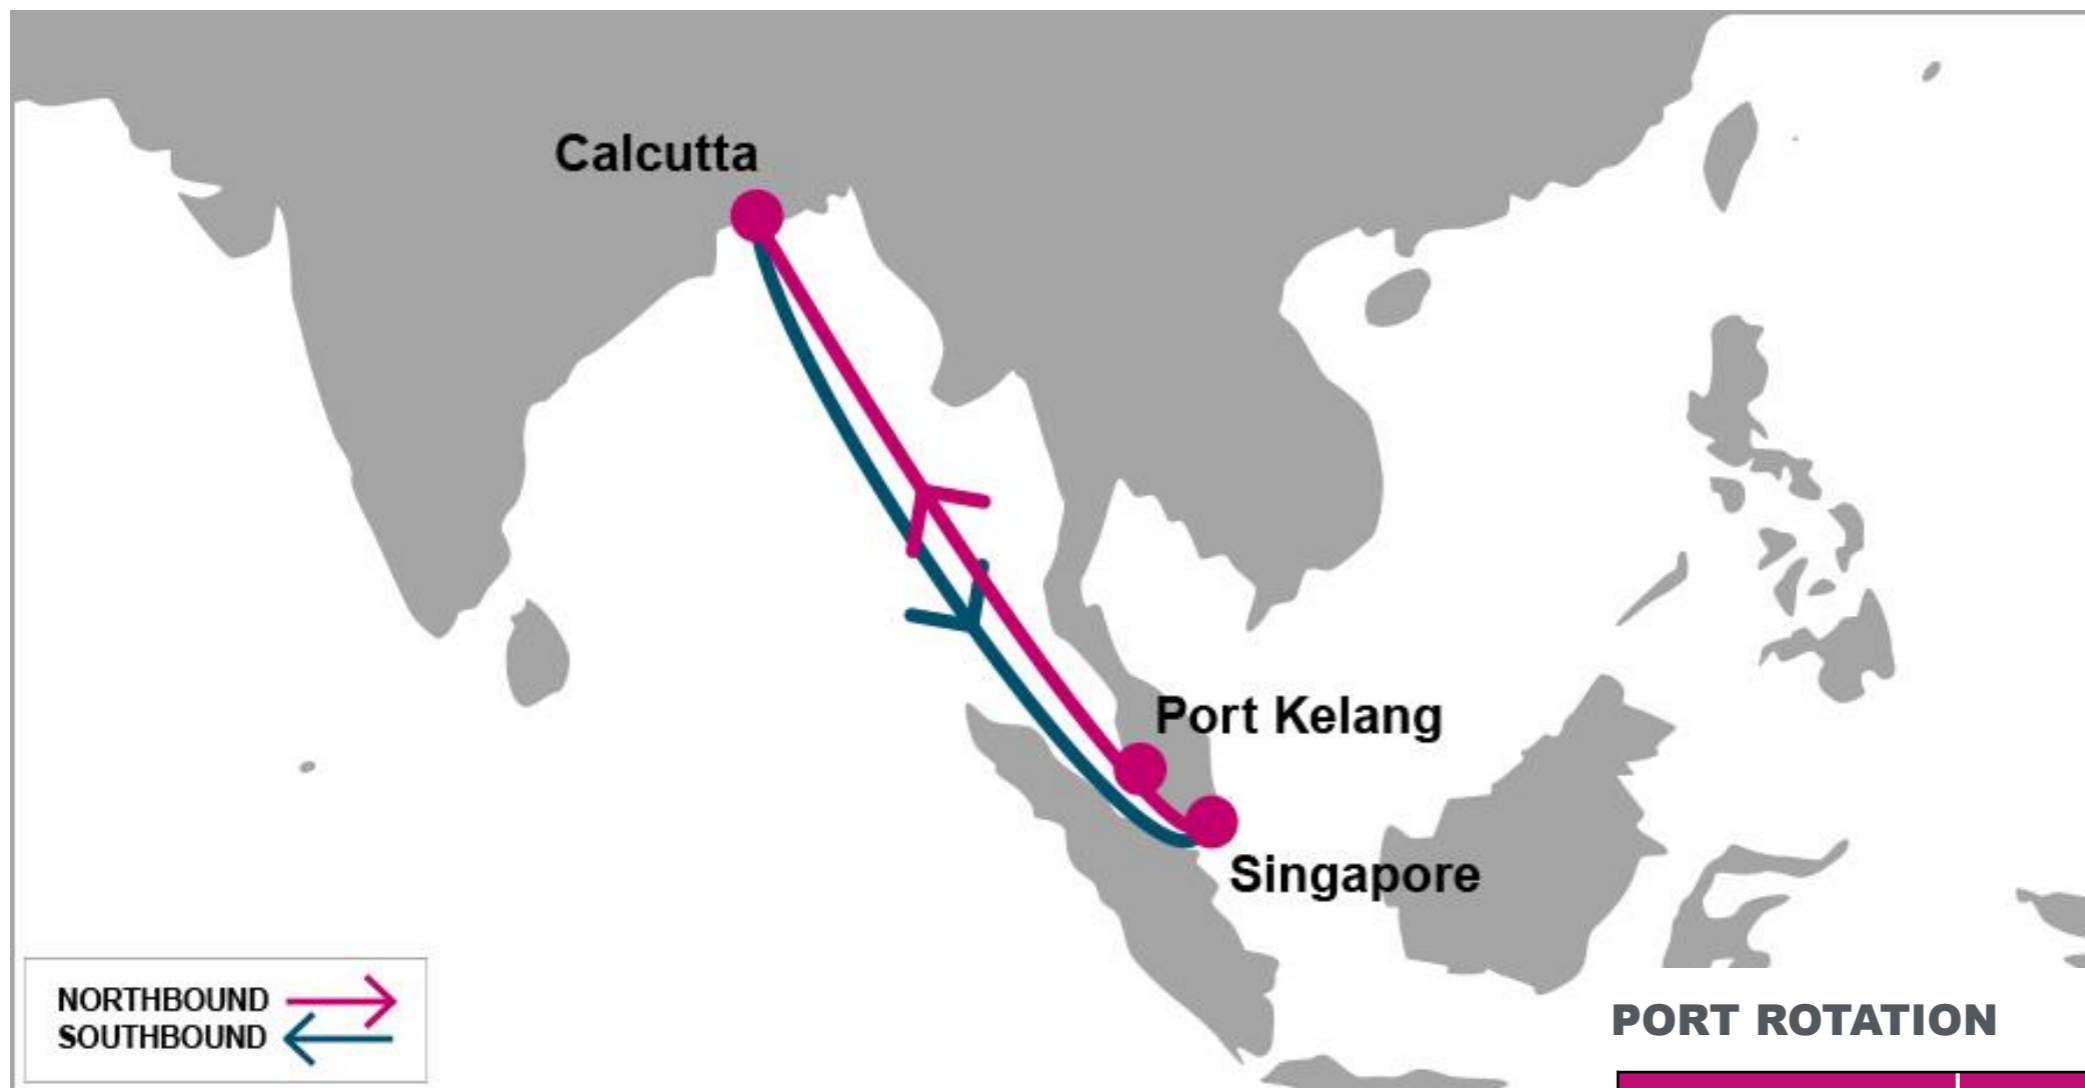 Calcutta
Port Kelang
Singapore
NORTHBOUND
SOUTHBOUND
PORT ROTATION